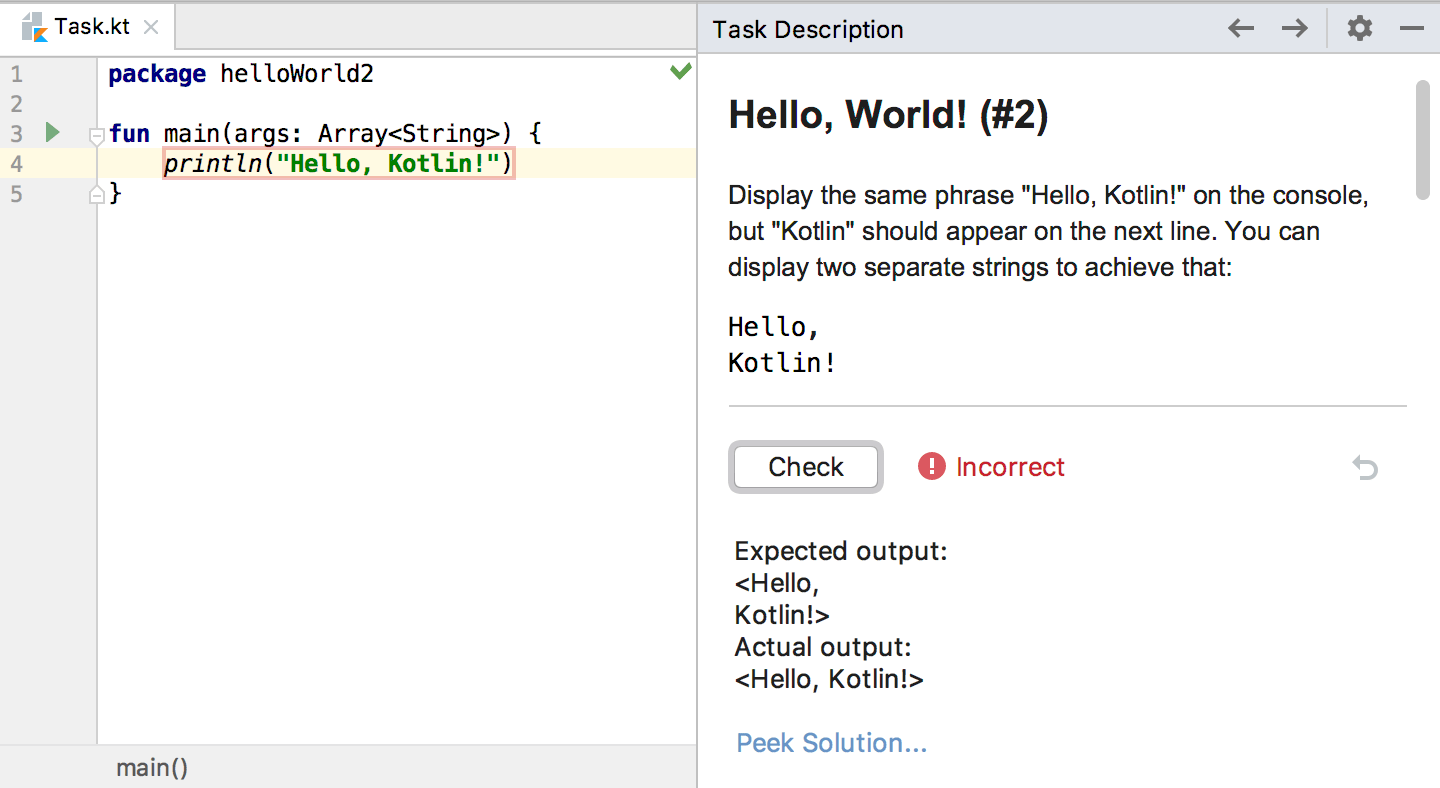 Task.kt
1 package helloWorld2
2
3 fun main(args: Array<String>) {
4     println("Hello, Kotlin!")
5 }
main()
Task Description
Hello, World! (#2)
Display the same phrase "Hello, Kotlin!" on the console,
but "Kotlin" should appear on the next line. You can
display two separate strings to achieve that:
Hello,
Kotlin!
Check
Incorrect
Expected output:
<Hello,
Kotlin!>
Actual output:
<Hello, Kotlin!>
Peek Solution...